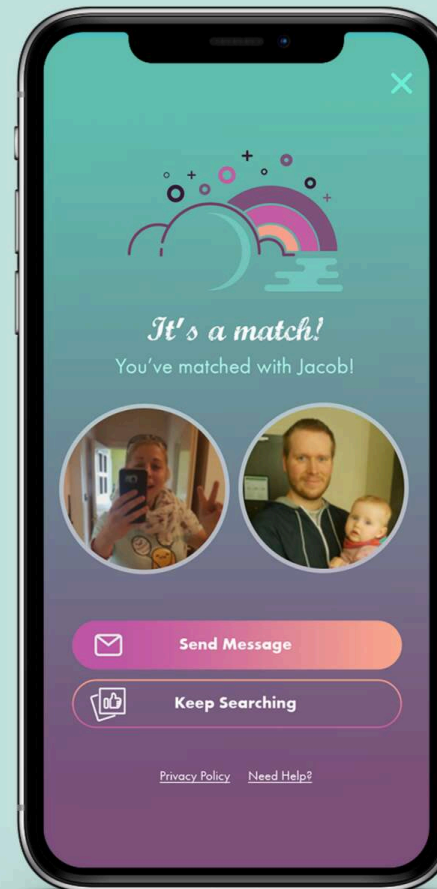 It's a match!
You've matched with Jacob!
Send Message
Keep Searching
Privacy Policy Need Help?